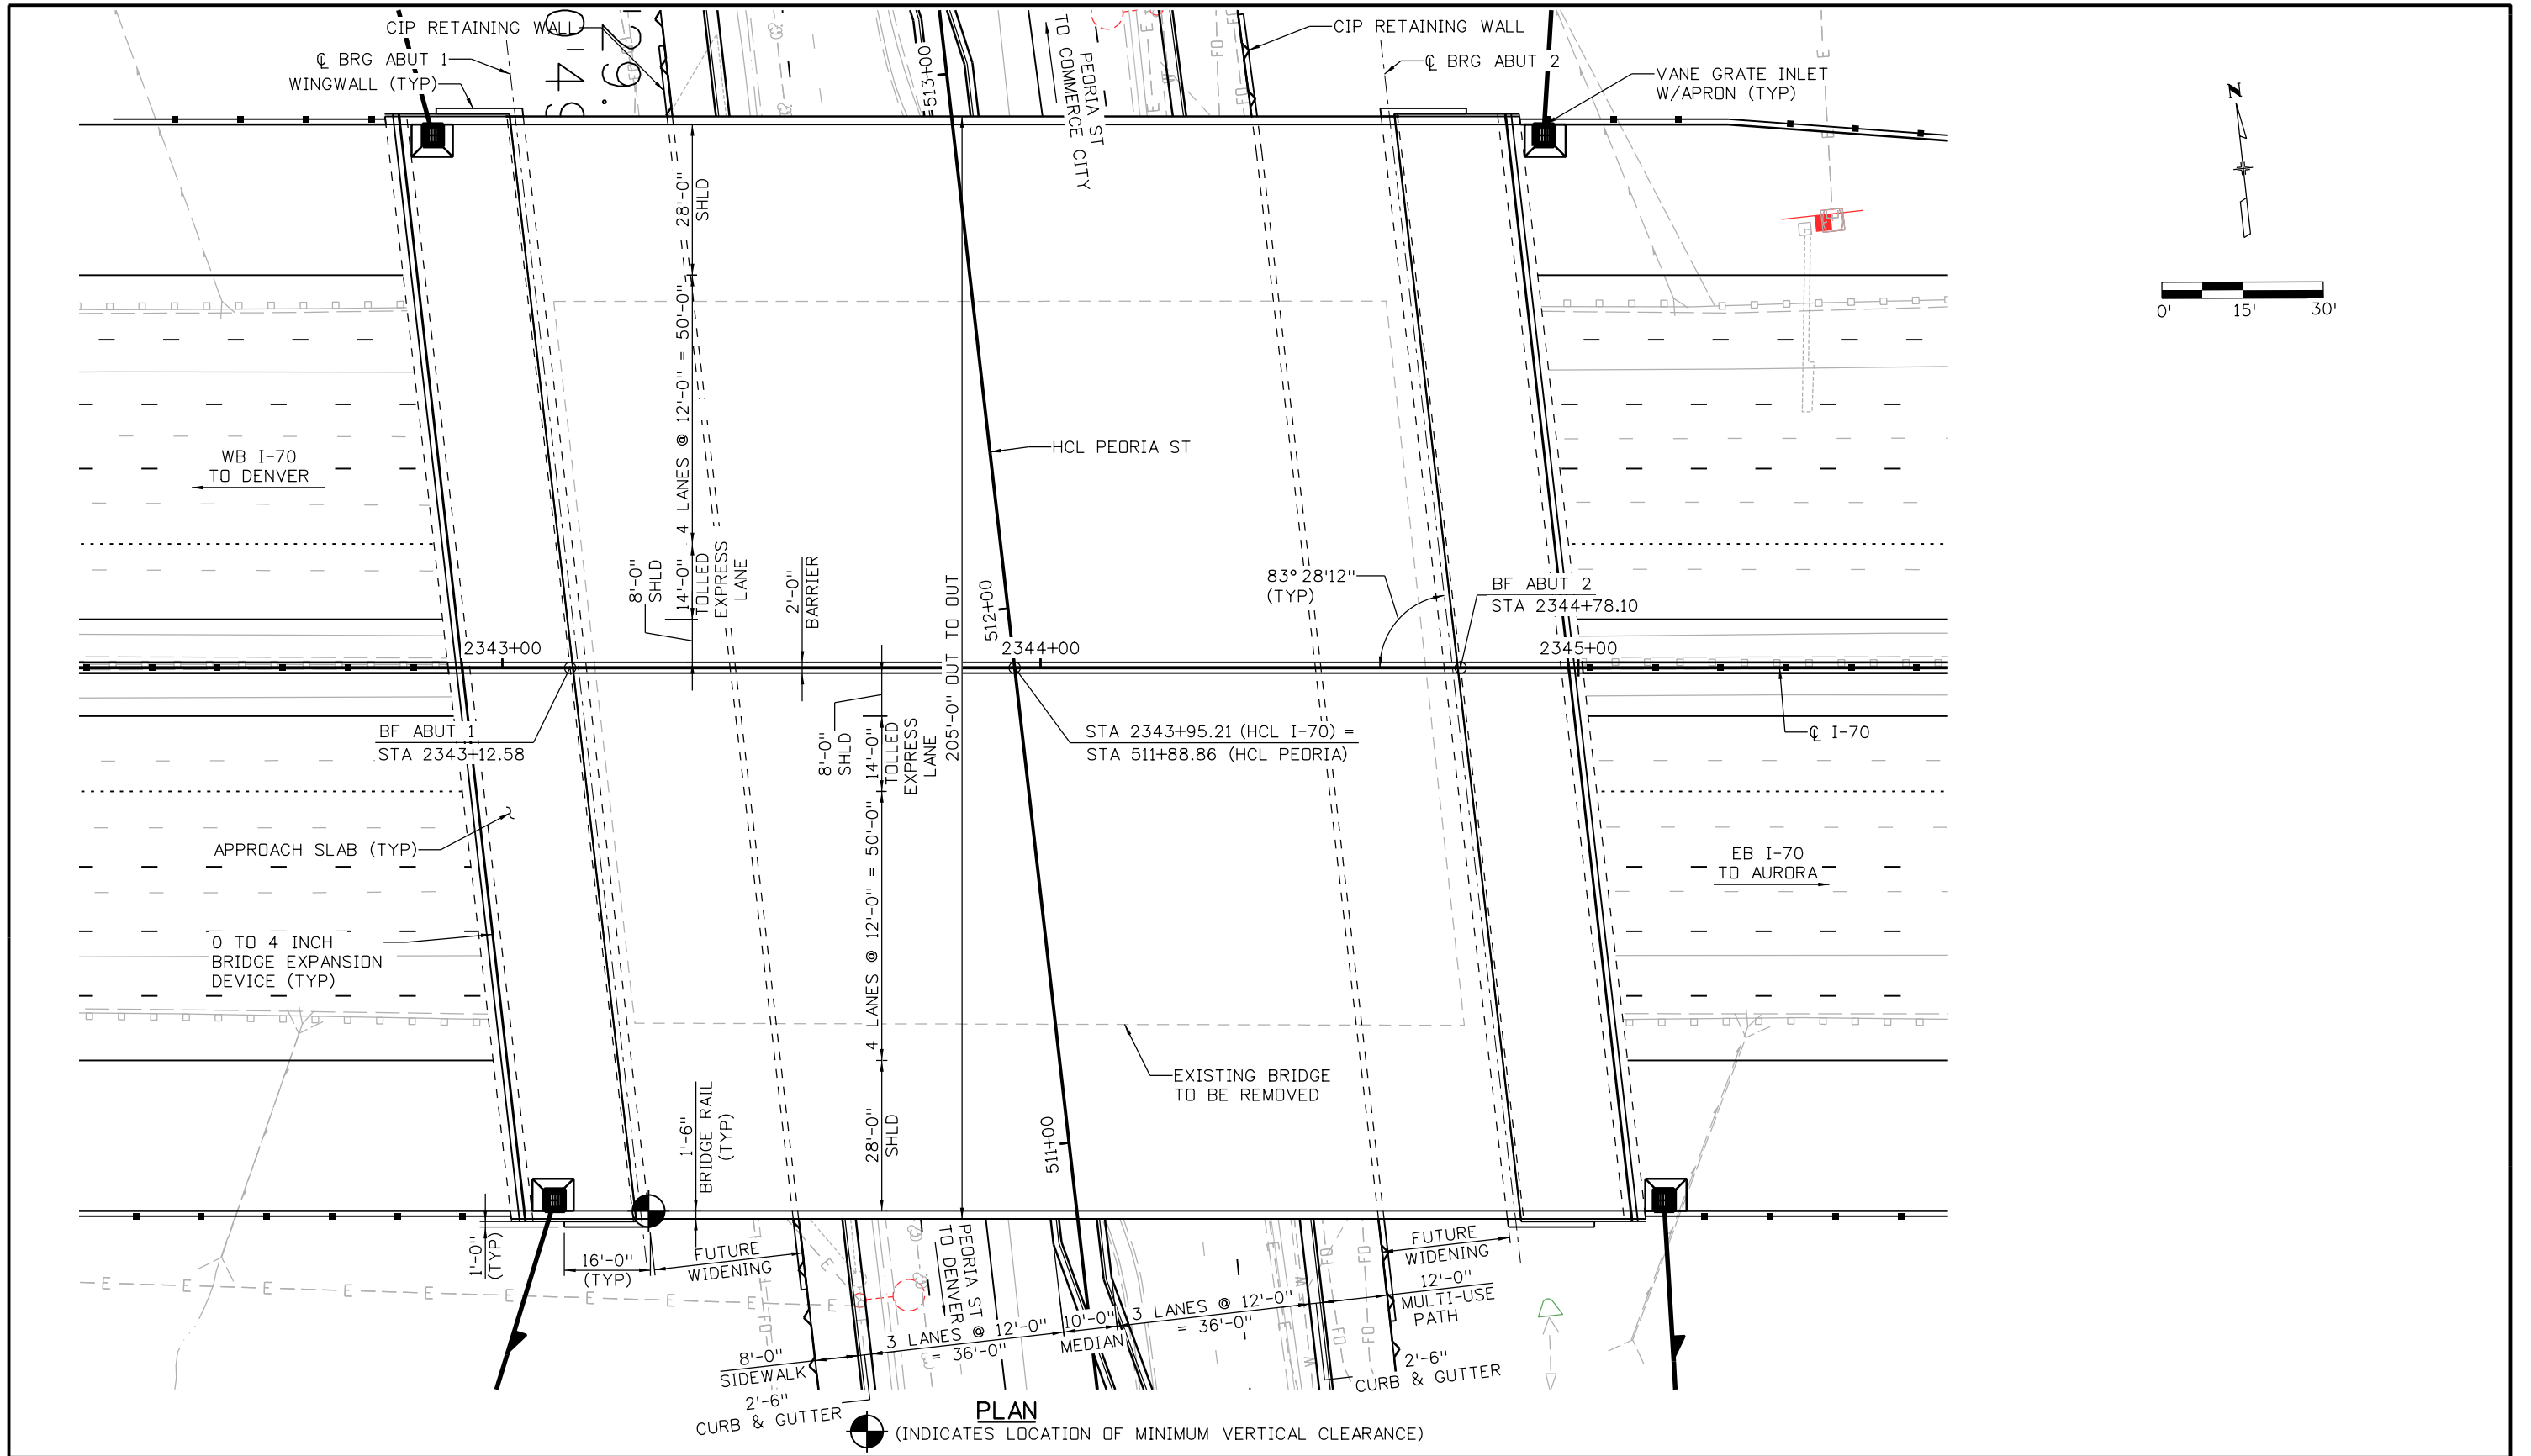 CIP RETAINING WALL
℄ BRG ABUT 1
WINGWALL (TYP)
129.
0'4
513+00
TO COMMERCE CITY
PEORIA ST
CIP RETAINING WALL
℄ BRG ABUT 2
VANE GRATE INLET
W/APRON (TYP)
N
0'
15'
30'
28'-0"
SHLD
4 LANES @ 12'-0" = 50'-0"
HCL PEORIA ST
WB I-70
TO DENVER
8'-0"
SHLD
14'-0"
TOLLED
EXPRESS
LANE
2'-0"
BARRIER
205'-0" OUT TO OUT
512+00
83°28'12"
(TYP)
BF ABUT 2
STA 2344+78.10
2343+00
2344+00
2345+00
BF ABUT 1
STA 2343+12.58
8'-0"
SHLD
14'-0"
TOLLED
EXPRESS
LANE
STA 2343+95.21 (HCL I-70) =
STA 511+88.86 (HCL PEORIA)
℄ I-70
APPROACH SLAB (TYP)
EB I-70
TO AURORA
4 LANES @ 12'-0" = 50'-0"
0 TO 4 INCH
BRIDGE EXPANSION
DEVICE (TYP)
EXISTING BRIDGE
TO BE REMOVED
1'-6"
BRIDGE RAIL
(TYP)
28'-0"
SHLD
511+00
1'-0"
(TYP)
16'-0"
(TYP)
FUTURE
WIDENING
PEORIA ST
TO DENVER
FUTURE
WIDENING
12'-0"
MULTI-USE
PATH
3 LANES @ 12'-0"
= 36'-0"
10'-0"
MEDIAN
3 LANES @ 12'-0"
= 36'-0"
8'-0"
SIDEWALK
2'-6"
CURB & GUTTER
2'-6"
CURB & GUTTER
PLAN
(INDICATES LOCATION OF MINIMUM VERTICAL CLEARANCE)